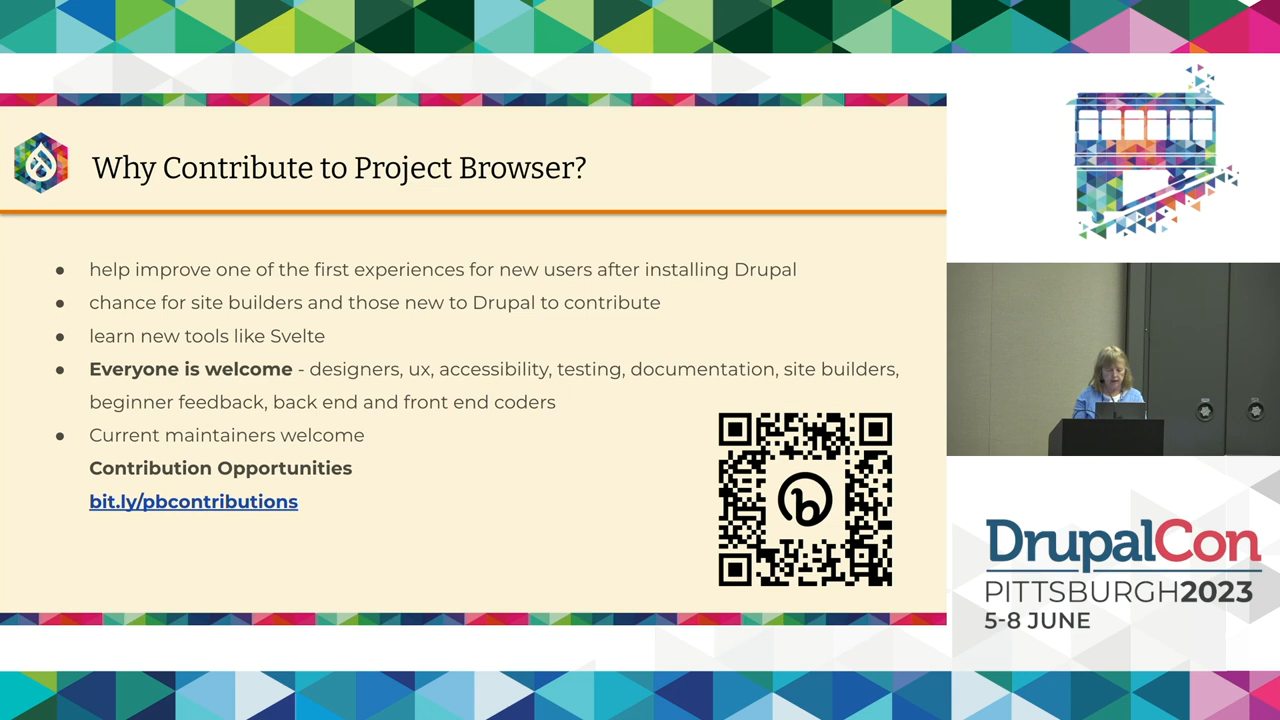 Why Contribute to Project Browser?
● help improve one of the first experiences for new users after installing Drupal
● chance for site builders and those new to Drupal to contribute
● learn new tools like Svelte
● Everyone is welcome - designers, ux, accessibility, testing, documentation, site builders,
beginner feedback, back end and front end coders
● Current maintainers welcome
Contribution Opportunities
bit.ly/pbcontributions
b
DrupalCon
PITTSBURGH2023
5-8 JUNE